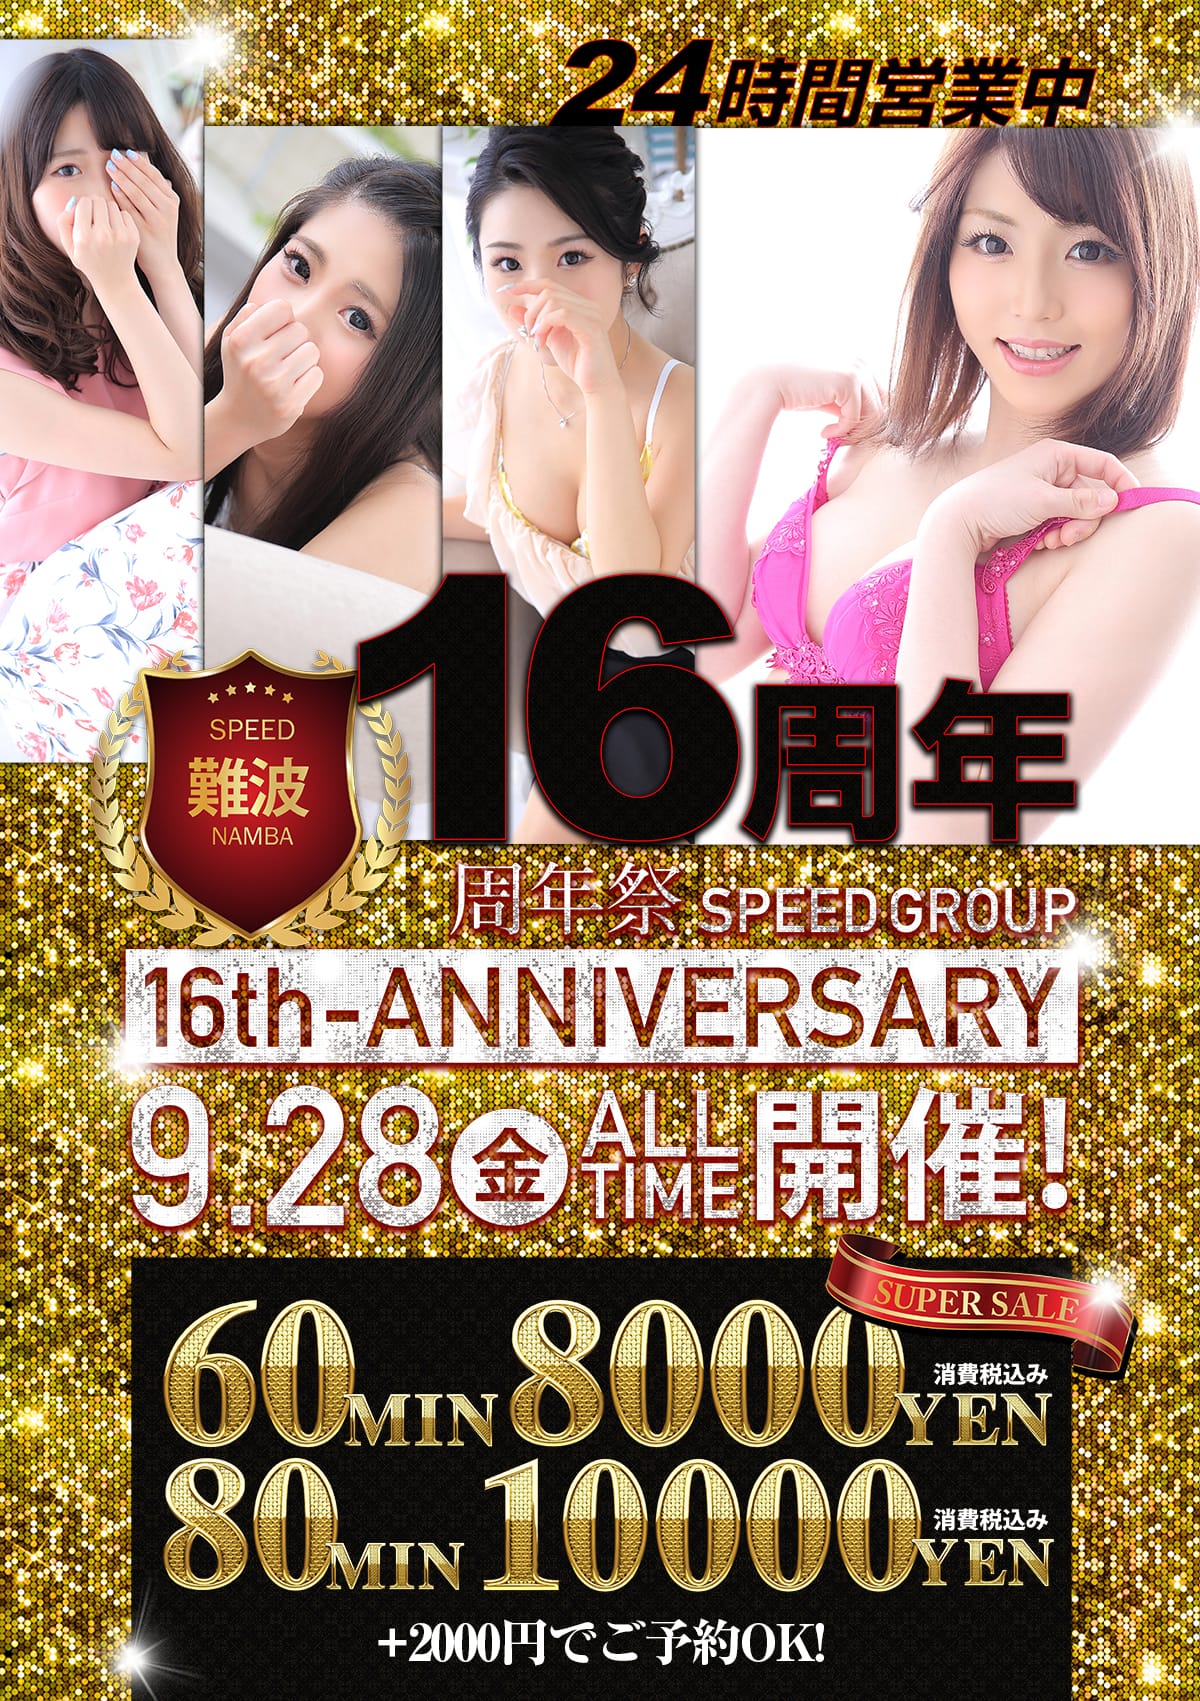 24時間営業中
16周年
SPEED
難波
NAMBA
周年祭 SPEED GROUP
16th-ANNIVERSARY
9.28金 ALL TIME 開催!
SUPER SALE
60MIN 8000YEN 消費税込み
80MIN 10000YEN 消費税込み
+2000円でご予約OK!